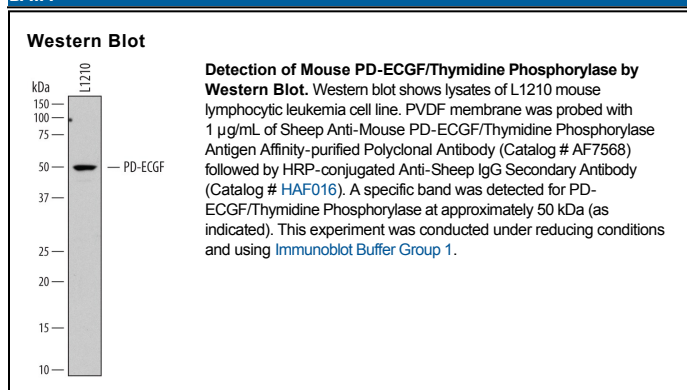 Western Blot
kDa
L1210
150
100
75
50
PD-ECGF
37
25
20
15
10
Detection of Mouse PD-ECGF/Thymidine Phosphorylase by
Western Blot. Western blot shows lysates of L1210 mouse
lymphocytic leukemia cell line. PVDF membrane was probed with
1 µg/mL of Sheep Anti-Mouse PD-ECGF/Thymidine Phosphorylase
Antigen Affinity-purified Polyclonal Antibody (Catalog # AF7568)
followed by HRP-conjugated Anti-Sheep IgG Secondary Antibody
(Catalog # HAF016). A specific band was detected for PD-
ECGF/Thymidine Phosphorylase at approximately 50 kDa (as
indicated). This experiment was conducted under reducing conditions
and using Immunoblot Buffer Group 1.